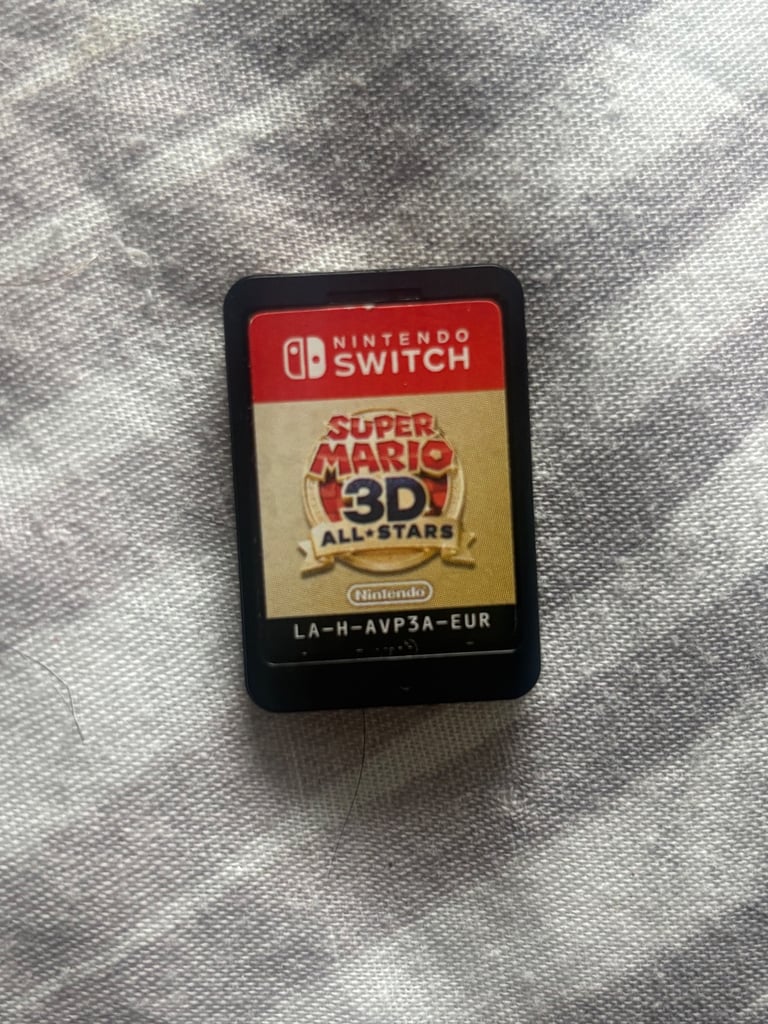 NINTENDO
SWITCH
SUPER
MARIO
3D
ALL★STARS
Nintendo
LA-H-AVP3A-EUR